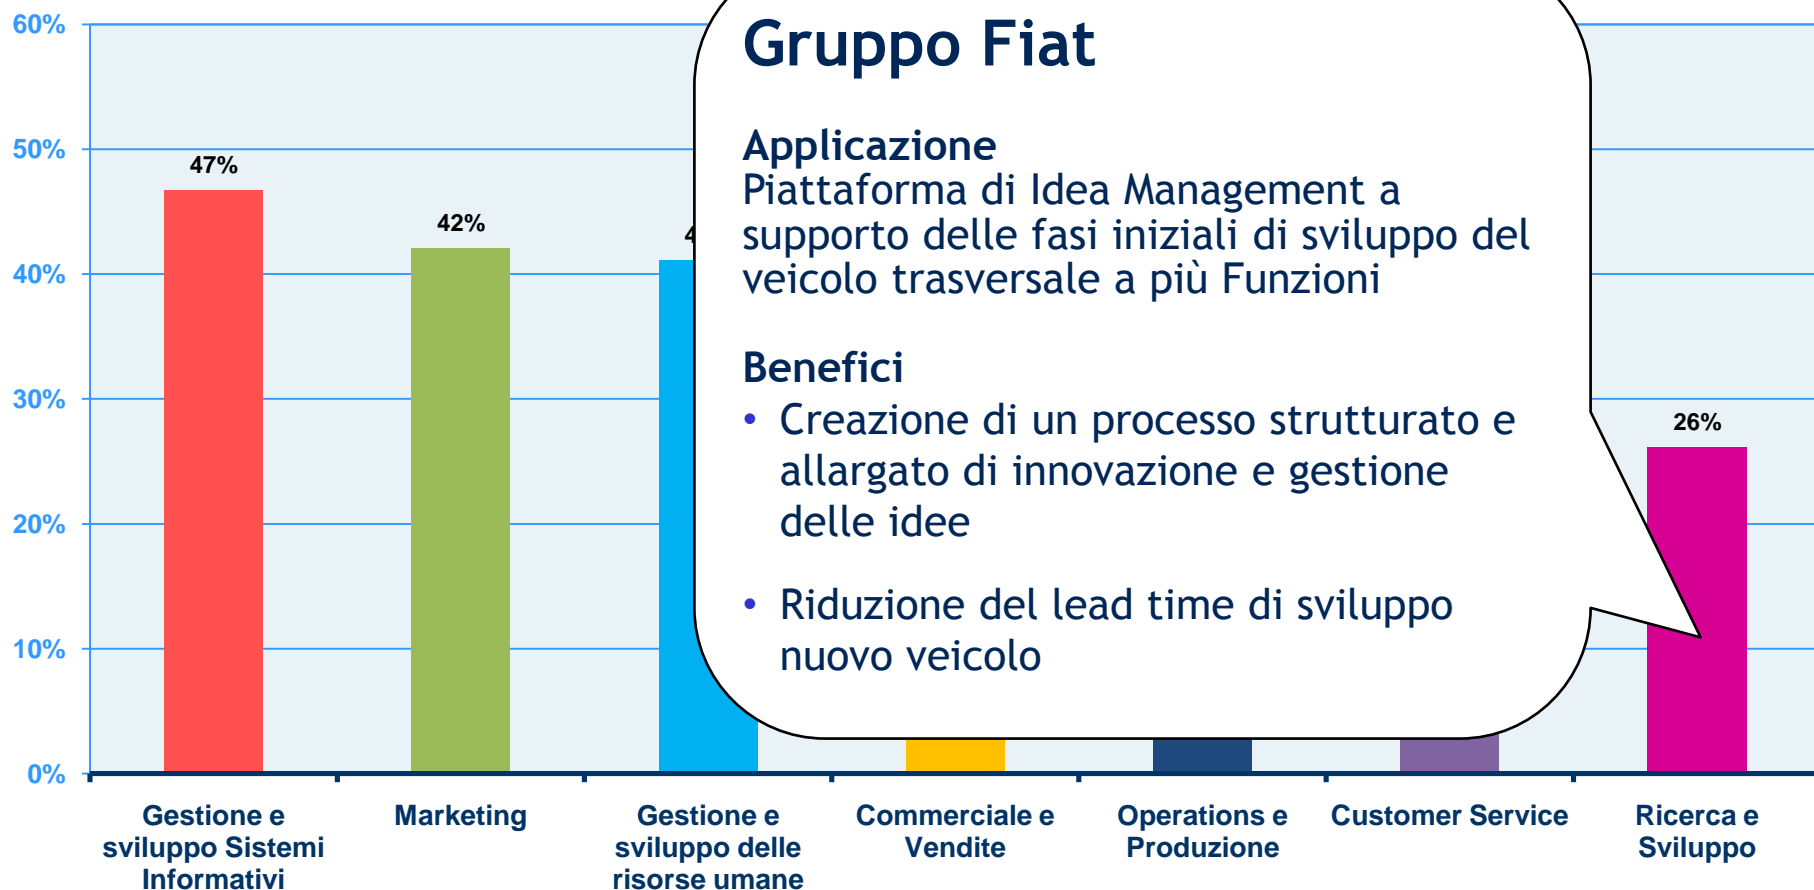 60%
50%
40%
30%
20%
10%
0%
47%
42%
26%
Gruppo Fiat
Applicazione
Piattaforma di Idea Management a
supporto delle fasi iniziali di sviluppo del
veicolo trasversale a più Funzioni
Benefici
• Creazione di un processo strutturato e
allargato di innovazione e gestione
delle idee
• Riduzione del lead time di sviluppo
nuovo veicolo
Gestione e
sviluppo Sistemi
Informativi
Marketing
Gestione e
sviluppo delle
risorse umane
Commerciale e
Vendite
Operations e
Produzione
Customer Service
Ricerca e
Sviluppo